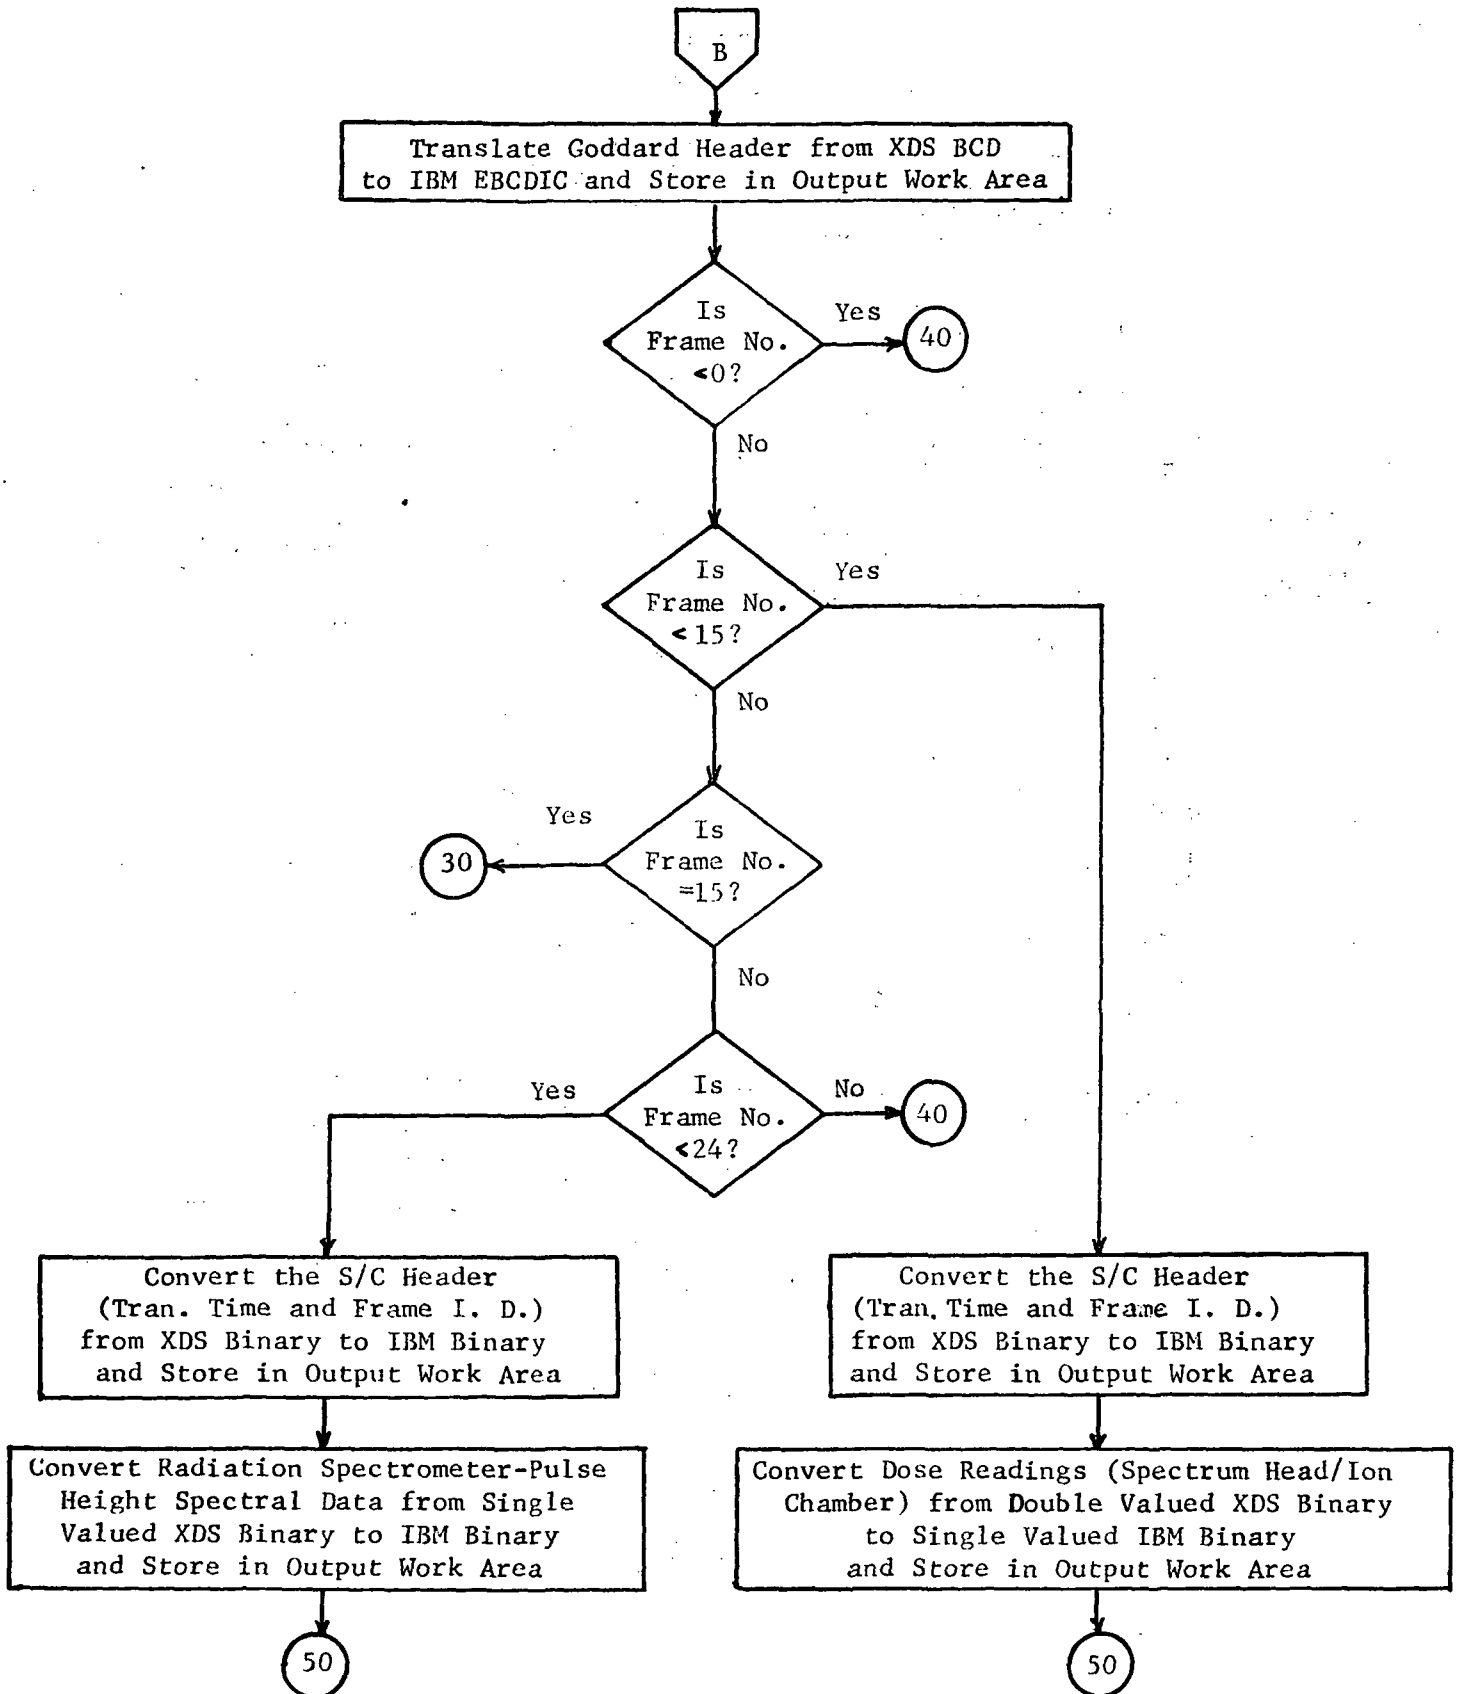 B
Translate Goddard Header from XDS BCD
to IBM EBCDIC and Store in Output Work Area
Is
Frame No.
<0?
Yes
40
No
Is
Frame No.
<15?
Yes
No
Is
Frame No.
=15?
Yes
30
No
Is
Frame No.
<24?
Yes
No
40
Convert the S/C Header
(Tran. Time and Frame I. D.)
from XDS Binary to IBM Binary
and Store in Output Work Area
Convert Radiation Spectrometer-Pulse
Height Spectral Data from Single
Valued XDS Binary to IBM Binary
and Store in Output Work Area
50
Convert the S/C Header
(Tran. Time and Frame I. D.)
from XDS Binary to IBM Binary
and Store in Output Work Area
Convert Dose Readings (Spectrum Head/Ion
Chamber) from Double Valued XDS Binary
to Single Valued IBM Binary
and Store in Output Work Area
50